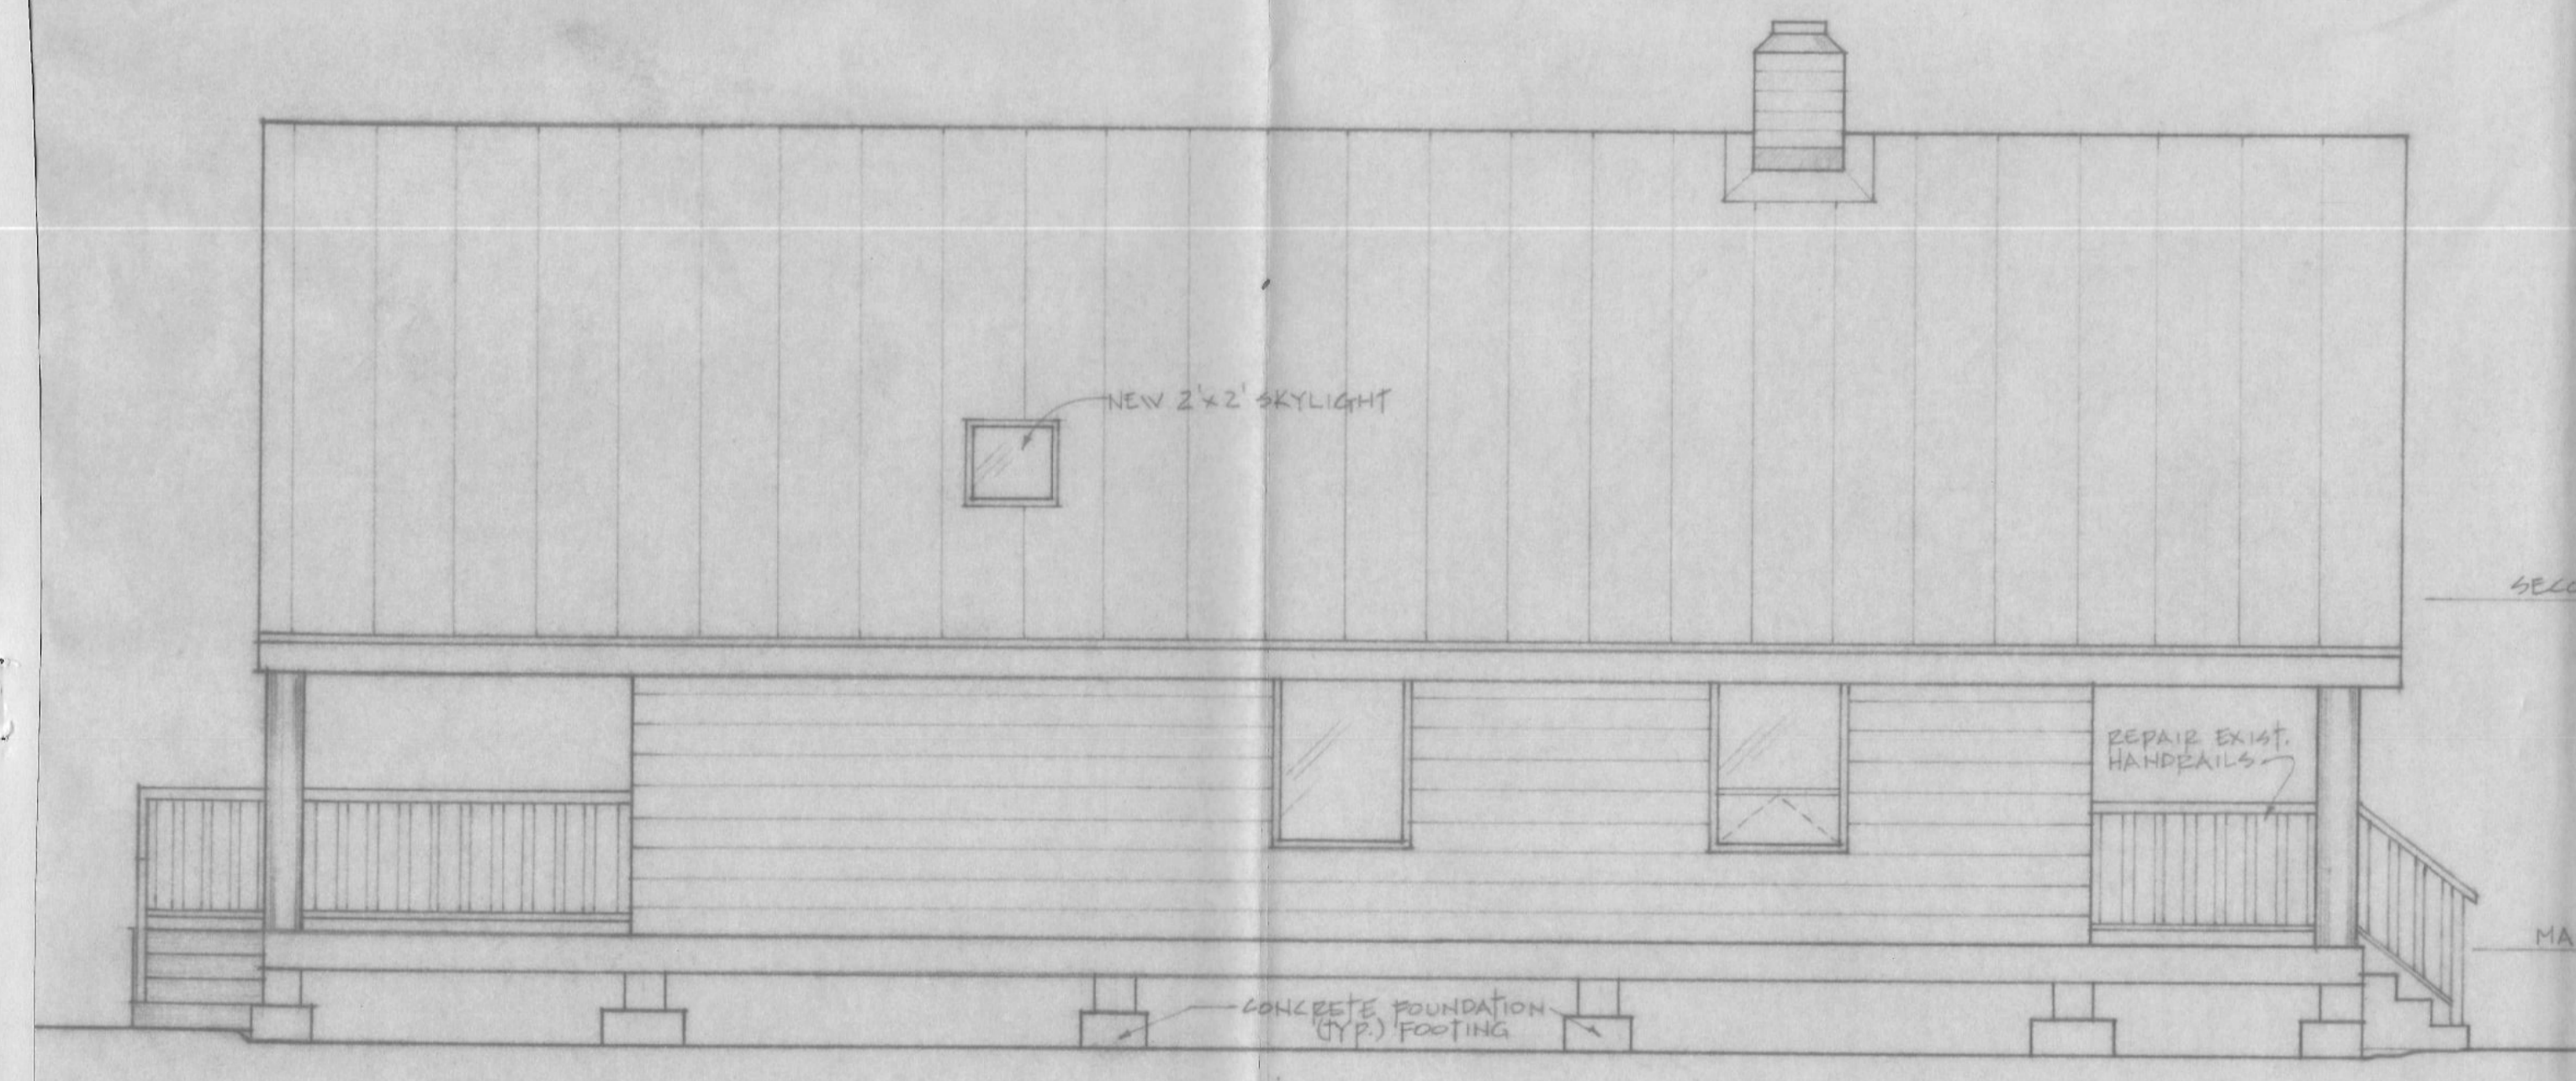 NEW 2'x2' SKYLIGHT
REPAIR EXIST.
HANDRAILS
CONCRETE FOUNDATION
(TYP.) FOOTING